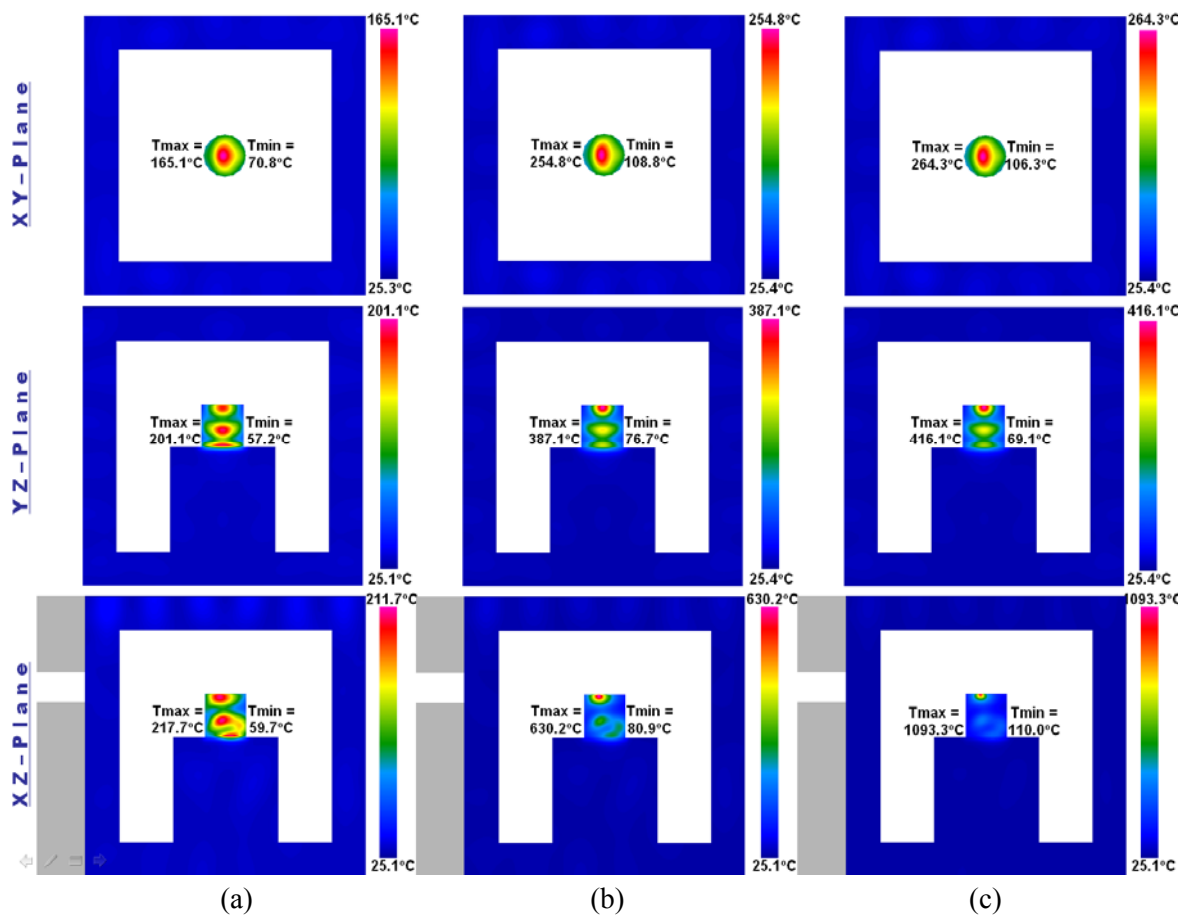 165.1°C
254.8°C
264.3°C
XY-Plane
Tmax = Tmin =
165.1°C 70.8°C
Tmax = Tmin =
254.8°C 108.8°C
Tmax = Tmin =
264.3°C 106.3°C
25.3°C
25.4°C
25.4°C
201.1°C
387.1°C
416.1°C
YZ-Plane
Tmax = Tmin =
201.1°C 57.2°C
Tmax = Tmin =
387.1°C 76.7°C
Tmax = Tmin =
416.1°C 69.1°C
25.1°C
25.4°C
25.4°C
211.7°C
630.2°C
1093.3°C
XZ-Plane
Tmax = Tmin =
217.7°C 59.7°C
Tmax = Tmin =
630.2°C 80.9°C
Tmax = Tmin =
1093.3°C 110.0°C
25.1°C
25.1°C
25.1°C
(a)
(b)
(c)